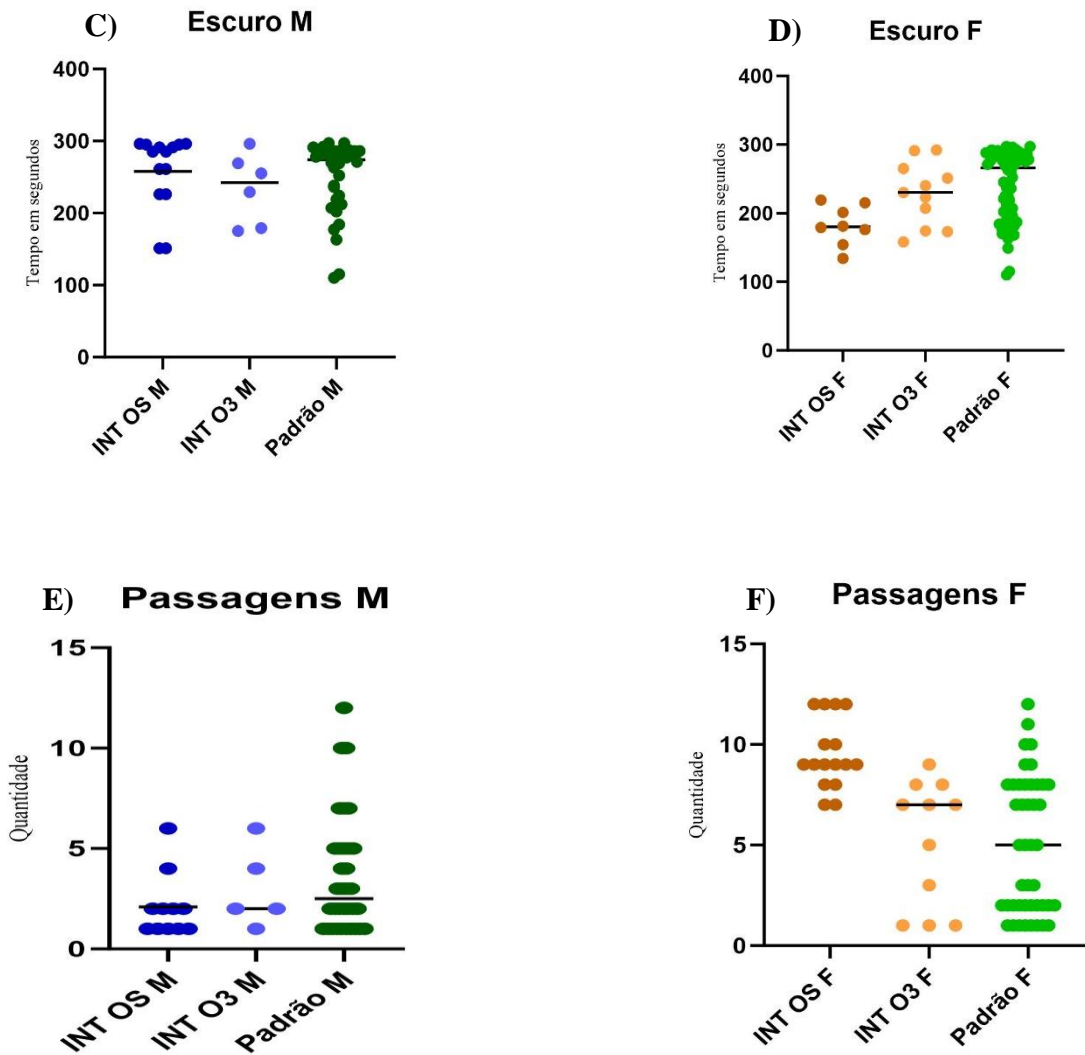 C) Escuro M
Tempo em segundos
400
300
200
100
0
INT OS M
INT O3 M
Padrão M
D) Escuro F
Tempo em segundos
400
300
200
100
0
INT OS F
INT O3 F
Padrão F
E) Passagens M
Quantidade
15
10
5
0
INT OS M
INT O3 M
Padrão M
F) Passagens F
Quantidade
15
10
5
0
INT OS F
INT O3 F
Padrão F